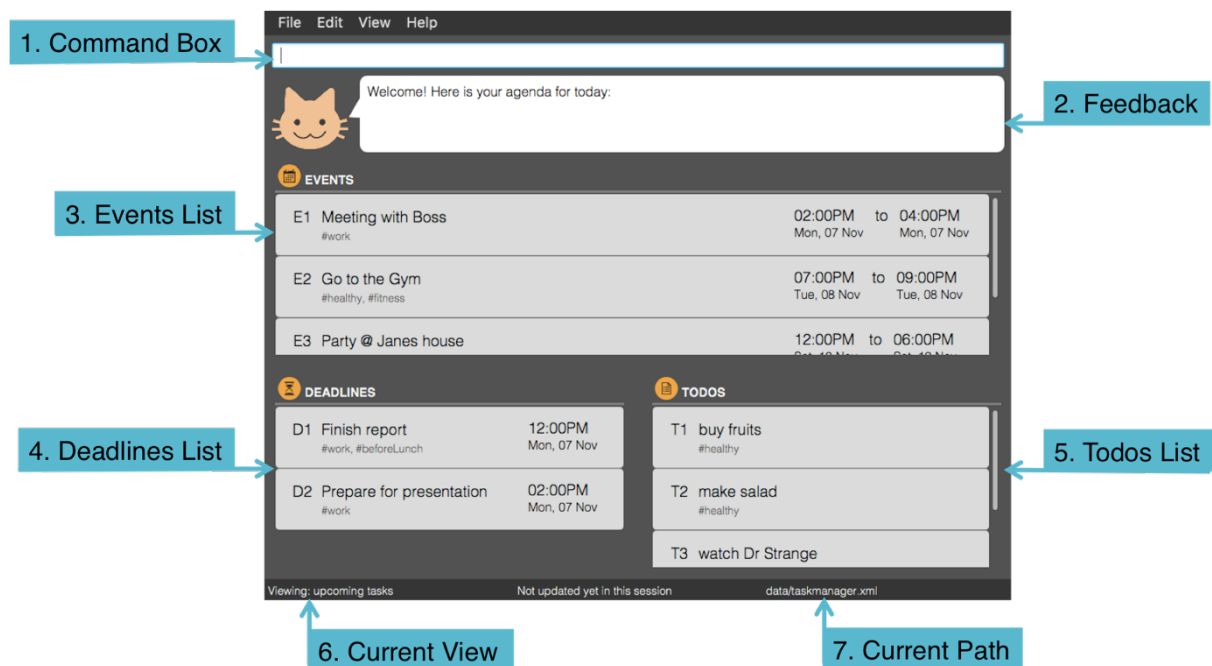 File Edit View Help
1. Command Box
Welcome! Here is your agenda for today:
2. Feedback
EVENTS
3. Events List
E1 Meeting with Boss 02:00PM to 04:00PM
#work Mon, 07 Nov Mon, 07 Nov
E2 Go to the Gym 07:00PM to 09:00PM
#healthy, #fitness Tue, 08 Nov Tue, 08 Nov
E3 Party @ Janes house 12:00PM to 06:00PM
DEADLINES
4. Deadlines List
D1 Finish report 12:00PM
#work, #beforeLunch Mon, 07 Nov
D2 Prepare for presentation 02:00PM
#work Mon, 07 Nov
TODOS
5. Todos List
T1 buy fruits
#healthy
T2 make salad
#healthy
T3 watch Dr Strange
Viewing: upcoming tasks Not updated yet in this session data/taskmanager.xml
6. Current View
7. Current Path